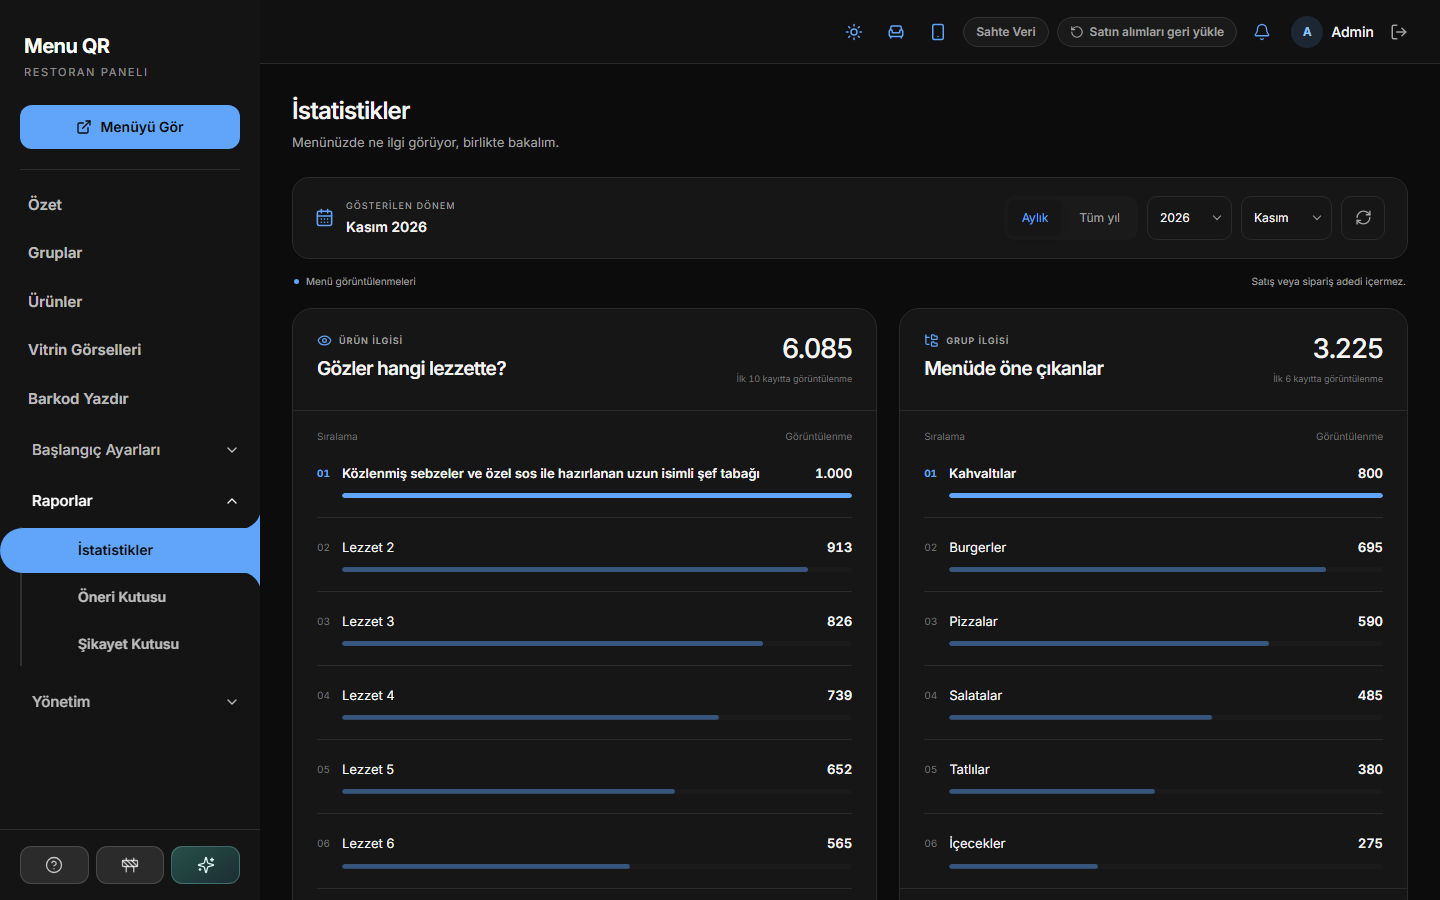 Menu QR
RESTORAN PANELİ
Menüyü Gör
Özet
Gruplar
Ürünler
Vitrin Görselleri
Barkod Yazdır
Başlangıç Ayarları
Raporlar
İstatistikler
Öneri Kutusu
Şikayet Kutusu
Yönetim
Sahte Veri
Satın alımları geri yükle
A
Admin
İstatistikler
Menünüzde ne ilgi görüyor, birlikte bakalım.
GÖSTERİLEN DÖNEM
Kasım 2026
Aylık
Tüm yıl
2026
Kasım
Menü görüntülenmeleri
Satış veya sipariş adedi içermez.
ÜRÜN İLGİSİ
Gözler hangi lezzette?
6.085
İlk 10 kayıtta görüntülenme
Sıralama
Görüntülenme
01 Közlenmiş sebzeler ve özel sos ile hazırlanan uzun isimli şef tabağı 1.000
02 Lezzet 2 913
03 Lezzet 3 826
04 Lezzet 4 739
05 Lezzet 5 652
06 Lezzet 6 565
GRUP İLGİSİ
Menüde öne çıkanlar
3.225
İlk 6 kayıtta görüntülenme
Sıralama
Görüntülenme
01 Kahvaltılar 800
02 Burgerler 695
03 Pizzalar 590
04 Salatalar 485
05 Tatlılar 380
06 İçecekler 275